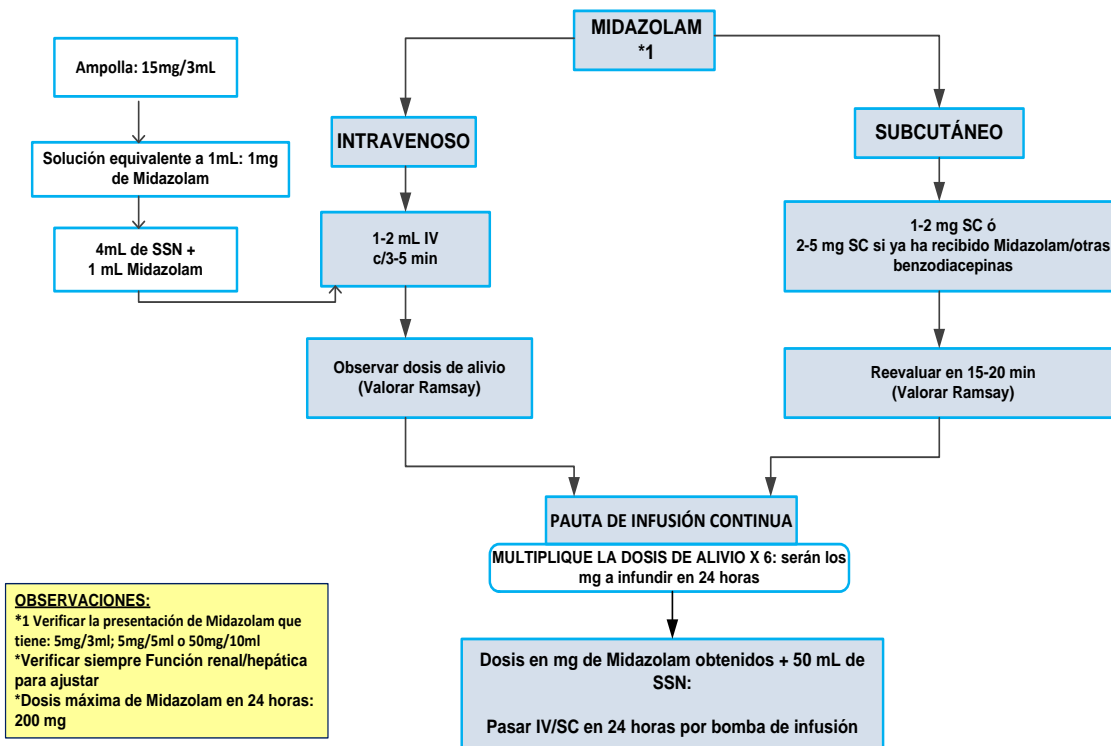 MIDAZOLAM
*1
Ampolla: 15mg/3mL
Solución equivalente a 1mL: 1mg
de Midazolam
4mL de SSN +
1 mL Midazolam
INTRAVENOSO
1-2 mL IV
c/3-5 min
Observar dosis de alivio
(Valorar Ramsay)
SUBCUTÁNEO
1-2 mg SC ó
2-5 mg SC si ya ha recibido Midazolam/otras
benzodiacepinas
Reevaluar en 15-20 min
(Valorar Ramsay)
PAUTA DE INFUSIÓN CONTINUA
MULTIPLIQUE LA DOSIS DE ALIVIO X 6: serán los
mg a infundir en 24 horas
Dosis en mg de Midazolam obtenidos + 50 mL de
SSN:
Pasar IV/SC en 24 horas por bomba de infusión
OBSERVACIONES:
*1 Verificar la presentación de Midazolam que
tiene: 5mg/3ml; 5mg/5ml o 50mg/10ml
*Verificar siempre Función renal/hepática
para ajustar
*Dosis máxima de Midazolam en 24 horas:
200 mg